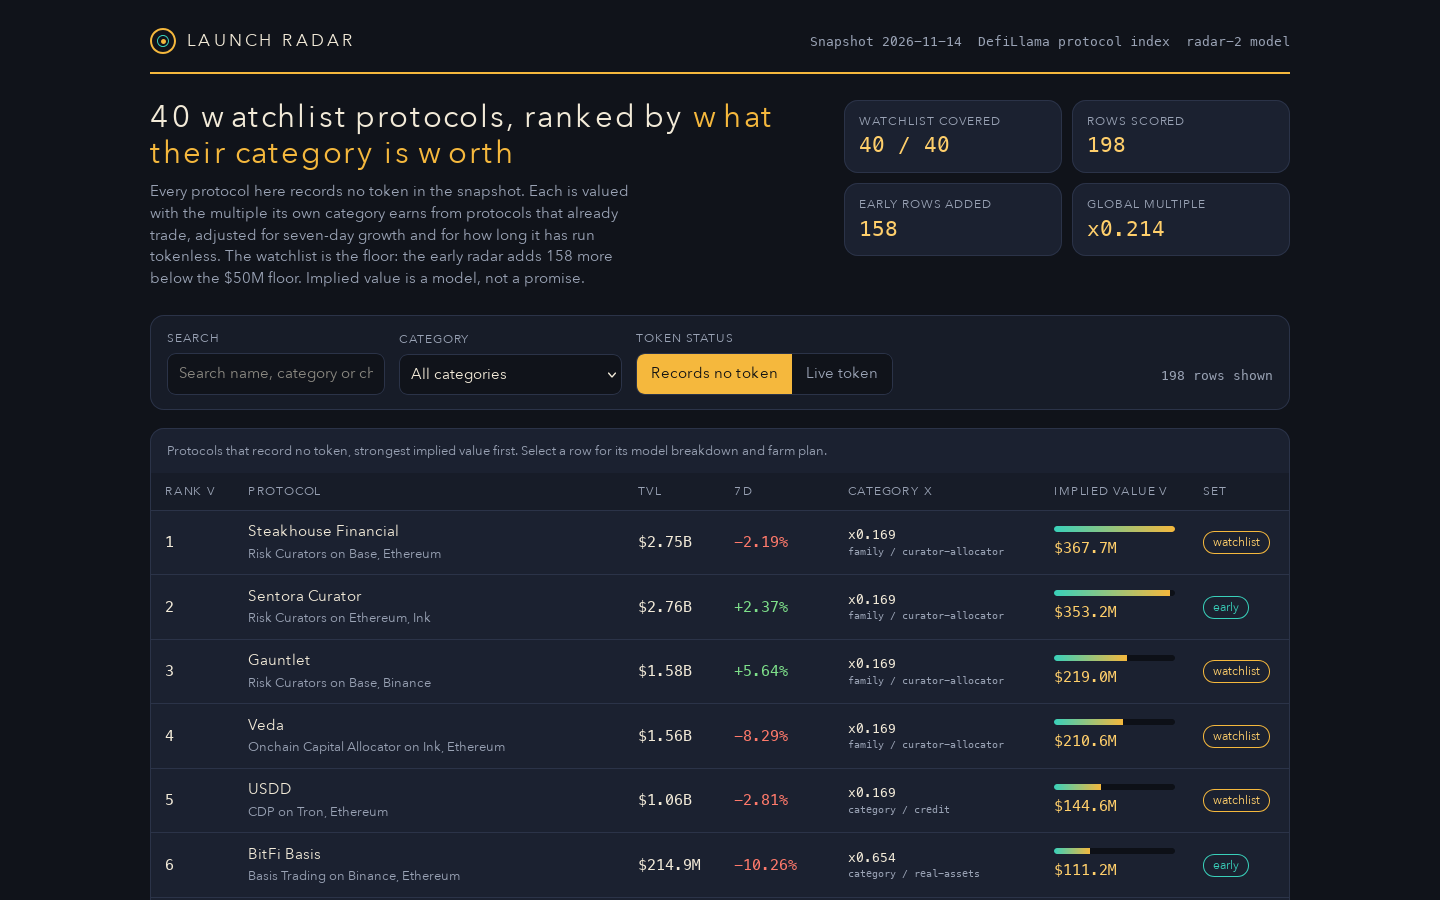 LAUNCH RADAR
Snapshot 2026-11-14 DefiLlama protocol index radar-2 model
40 watchlist protocols, ranked by what
their category is worth
Every protocol here records no token in the snapshot. Each is valued
with the multiple its own category earns from protocols that already
trade, adjusted for seven-day growth and for how long it has run
tokenless. The watchlist is the floor: the early radar adds 158 more
below the $50M floor. Implied value is a model, not a promise.
WATCHLIST COVERED
40 / 40
ROWS SCORED
198
EARLY ROWS ADDED
158
GLOBAL MULTIPLE
x0.214
SEARCH
CATEGORY
TOKEN STATUS
Search name, category or ch
All categories
Records no token
Live token
198 rows shown
Protocols that record no token, strongest implied value first. Select a row for its model breakdown and farm plan.
RANK V PROTOCOL TVL 7D CATEGORY X IMPLIED VALUE V SET
1 Steakhouse Financial $2.75B -2.19% x0.169 $367.7M watchlist
Risk Curators on Base, Ethereum family / curator-allocator
2 Sentora Curator $2.76B +2.37% x0.169 $353.2M early
Risk Curators on Ethereum, Ink family / curator-allocator
3 Gauntlet $1.58B +5.64% x0.169 $219.0M watchlist
Risk Curators on Base, Binance family / curator-allocator
4 Veda $1.56B -8.29% x0.169 $210.6M watchlist
Onchain Capital Allocator on Ink, Ethereum family / curator-allocator
5 USDD $1.06B -2.81% x0.169 $144.6M watchlist
CDP on Tron, Ethereum category / credit
6 BitFi Basis $214.9M -10.26% x0.654 $111.2M early
Basis Trading on Binance, Ethereum category / real-assets